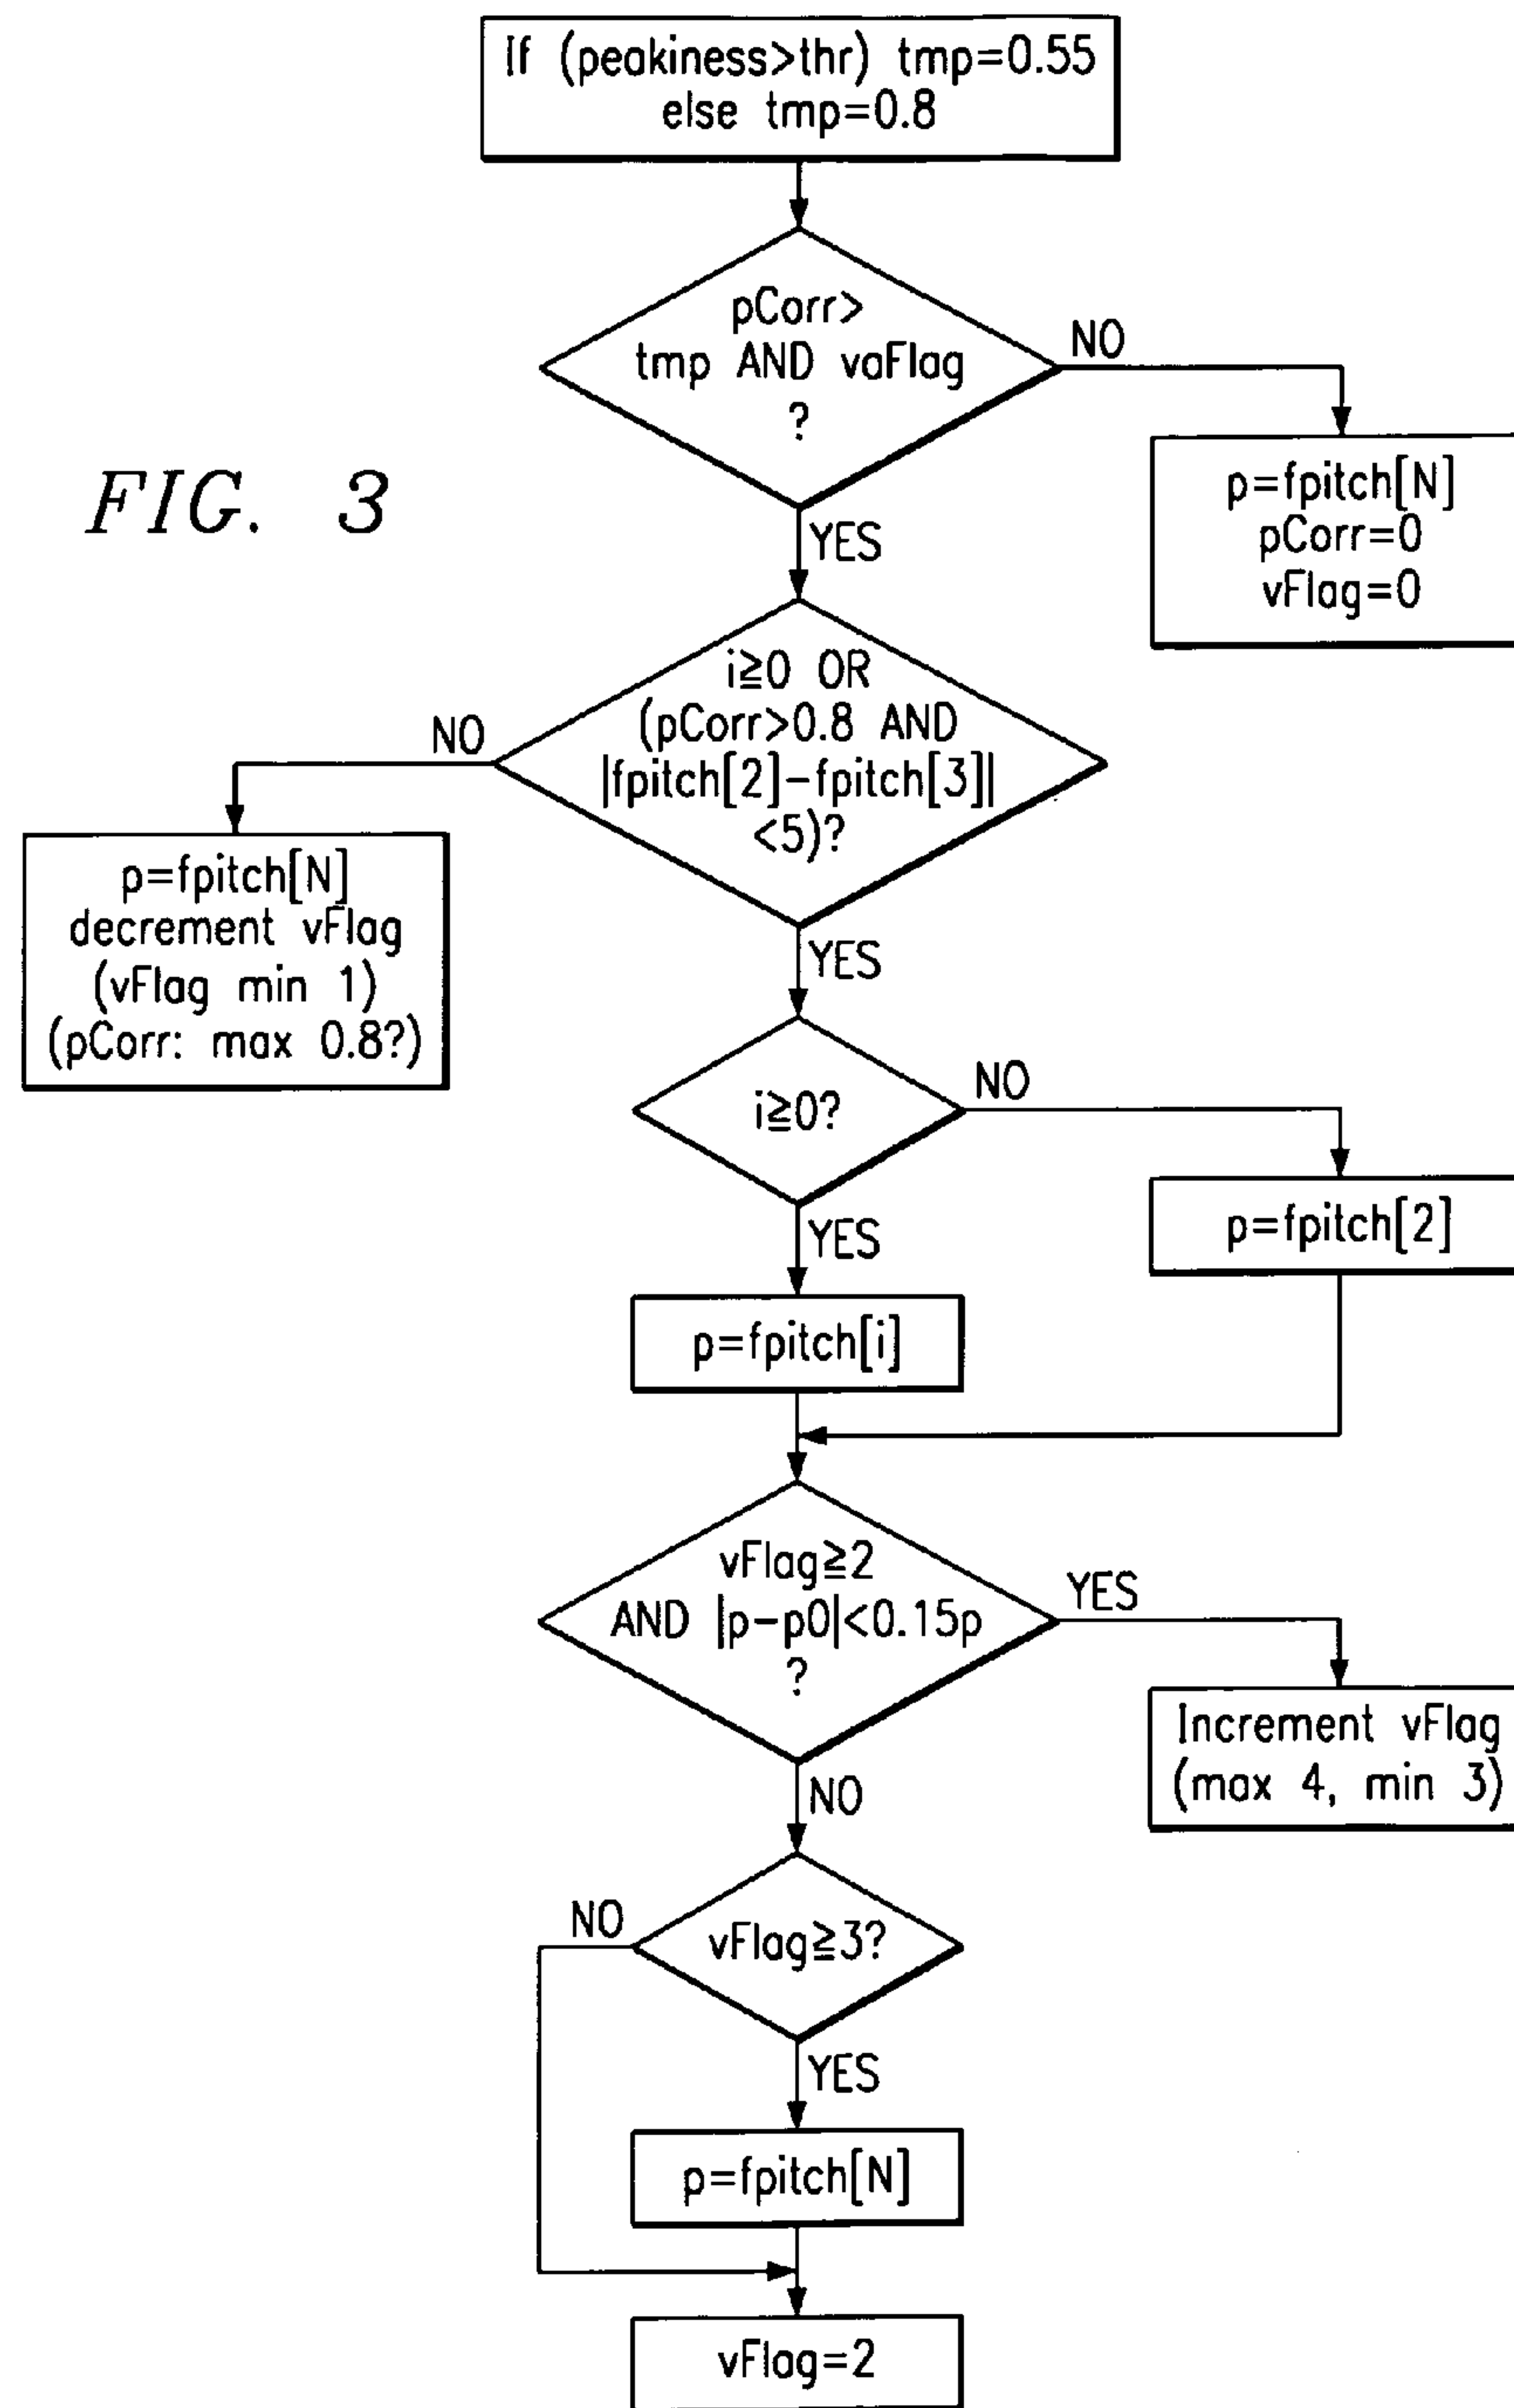 If (peakiness>thr) tmp=0.55
else tmp=0.8
pCorr>
tmp AND vaFlag
?
NO
p=fpitch[N]
pCorr=0
vFlag=0
FIG. 3
YES
i≧0 OR
(pCorr>0.8 AND
|fpitch[2]-fpitch[3]|
<5)?
NO
p=fpitch[N]
decrement vFlag
(vFlag min 1)
(pCorr: max 0.8?)
YES
i≧0?
NO
p=fpitch[2]
YES
p=fpitch[i]
vFlag≧2
AND |p-p0|<0.15p
?
YES
Increment vFlag
(max 4, min 3)
NO
vFlag≧3?
NO
YES
p=fpitch[N]
vFlag=2